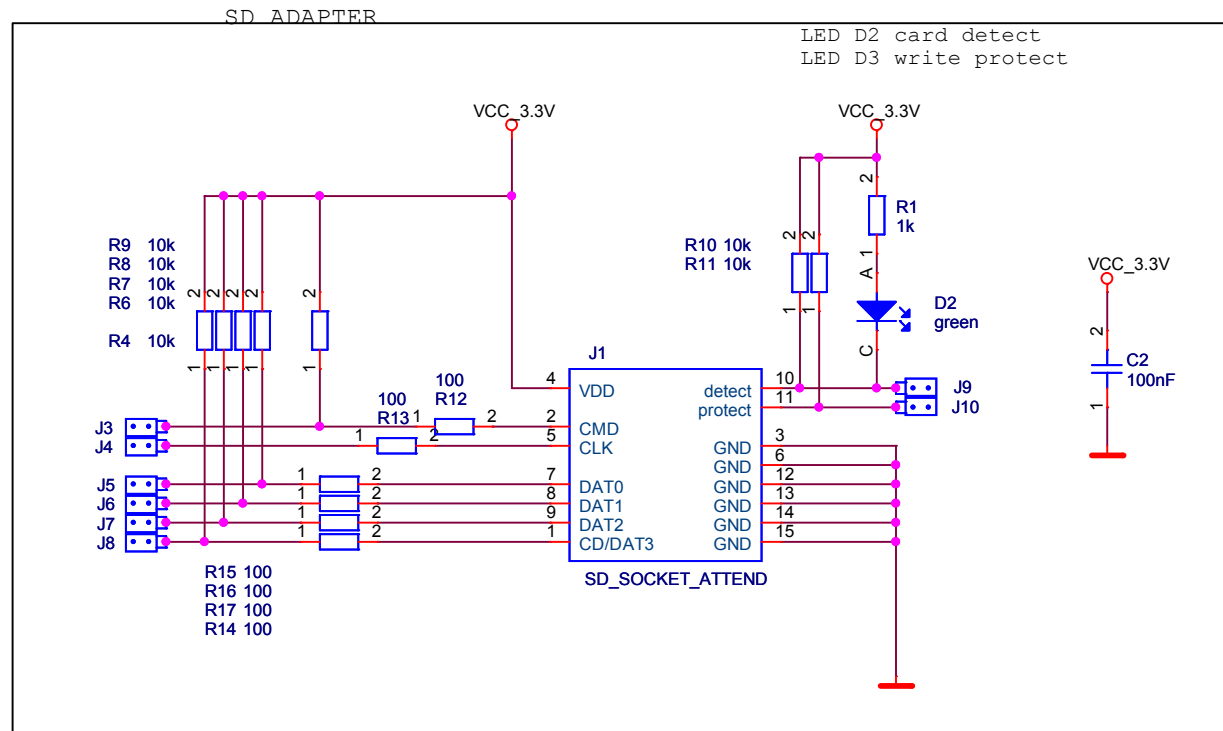 SD ADAPTER
LED D2 card detect
LED D3 write protect
VCC_3.3V
VCC_3.3V
R9 10k
R8 10k
R7 10k
R6 10k
R4 10k
2 2 2 2 2
1 1 1 1 1
R10 10k
R11 10k
2 2
1 1
2
R1
1k
1
A
D2
green
C
VCC_3.3V
2
C2
100nF
1
J1
4 VDD
100
R12
1 2
2 CMD
100
R13
1 2
5 CLK
J3
J4
J5 1 2 7 DAT0
J6 1 2 8 DAT1
J7 1 2 9 DAT2
J8 1 2 1 CD/DAT3
R15 100
R16 100
R17 100
R14 100
detect 10 J9
protect 11 J10
GND 3
GND 6
GND 12
GND 13
GND 14
GND 15
SD_SOCKET_ATTEND